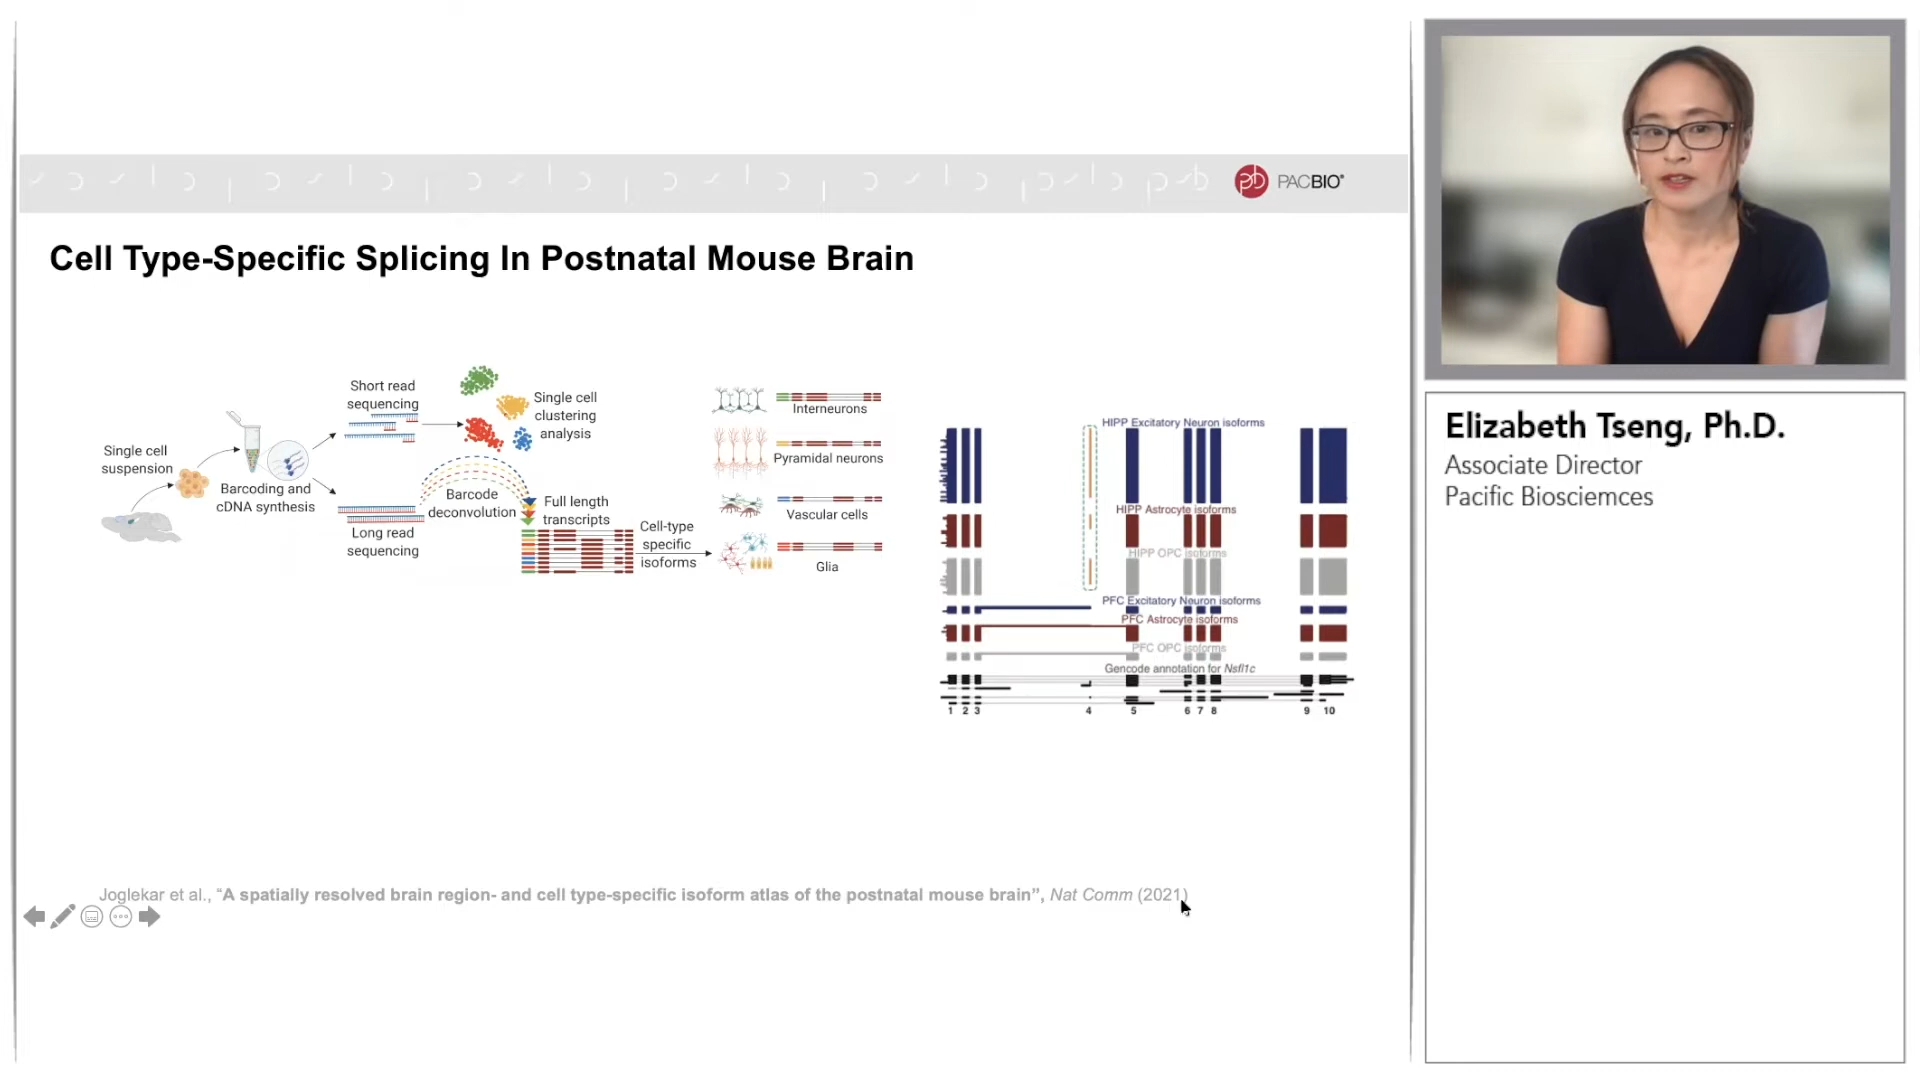 PACBIO®
Cell Type-Specific Splicing In Postnatal Mouse Brain
Single cell
suspension
Barcoding and
cDNA synthesis
Short read
sequencing
Long read
sequencing
Single cell
clustering
analysis
Barcode
deconvolution
Full length
transcripts
Cell-type
specific
isoforms
Interneurons
Pyramidal neurons
Vascular cells
Glia
HIPP Excitatory Neuron isoforms
HIPP Astrocyte isoforms
HIPP OPC isoforms
PFC Excitatory Neuron isoforms
PFC Astrocyte isoforms
PFC OPC isoforms
Gencode annotation for Nsfl1c
1 2 3 4 5 6 7 8 9 10
Joglekar et al., “A spatially resolved brain region- and cell type-specific isoform atlas of the postnatal mouse brain”, Nat Comm (2021)
Elizabeth Tseng, Ph.D.
Associate Director
Pacific Biosciemces